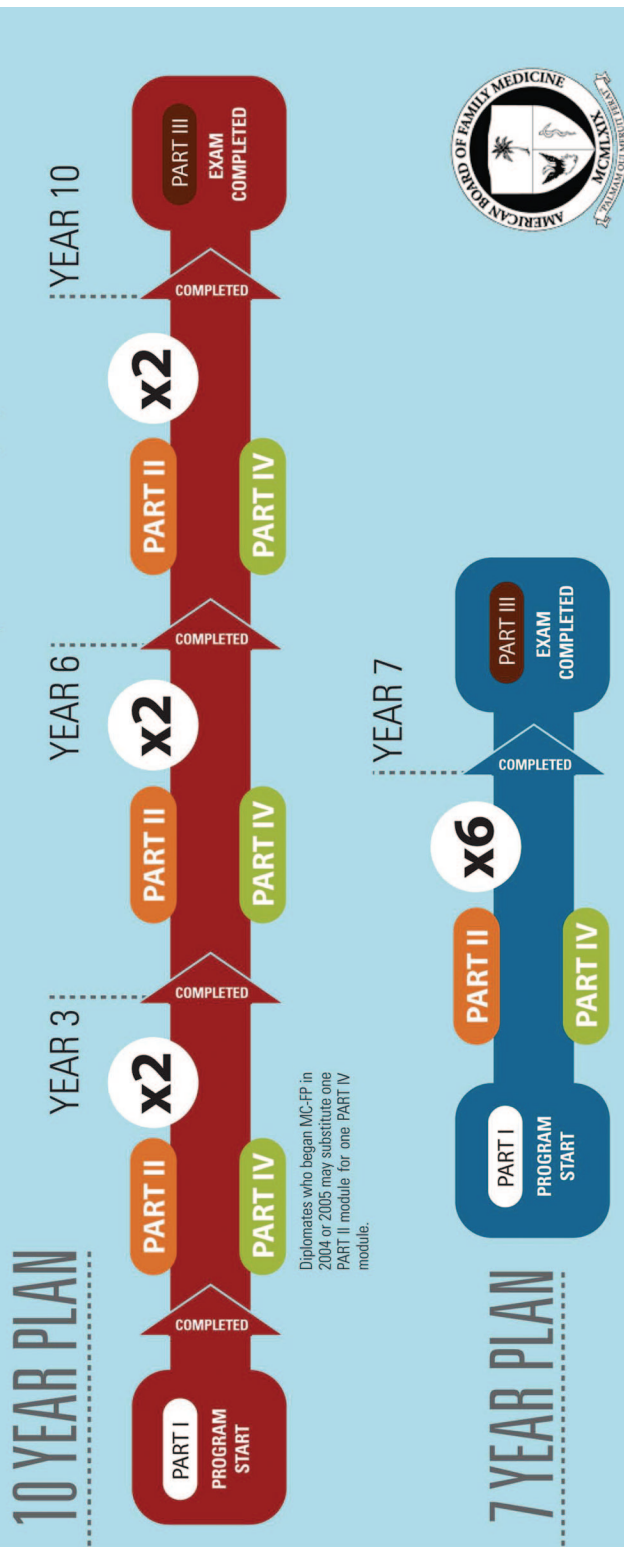 10 YEAR PLAN
PART I
PROGRAM
START
COMPLETED
PART II
PART IV
x2
Diplomates who began MC-FP in
2004 or 2005 may substitute one
PART II module for one PART IV
module.
YEAR 3
COMPLETED
PART II
PART IV
x2
YEAR 6
COMPLETED
PART II
PART IV
x2
YEAR 10
COMPLETED
PART III
EXAM
COMPLETED
7 YEAR PLAN
PART I
PROGRAM
START
PART II
PART IV
x6
YEAR 7
COMPLETED
PART III
EXAM
COMPLETED
AMERICAN BOARD OF FAMILY MEDICINE
MCMLXIX
"PALMAM QUI MERUIT FERAT"